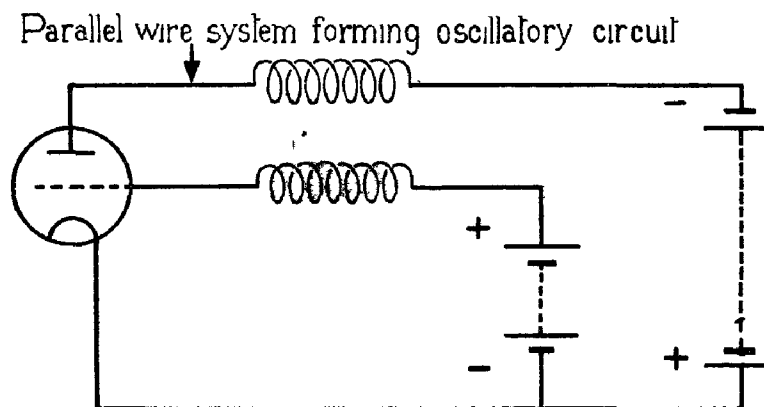 Parallel wire system forming oscillatory circuit
-
+
-
+